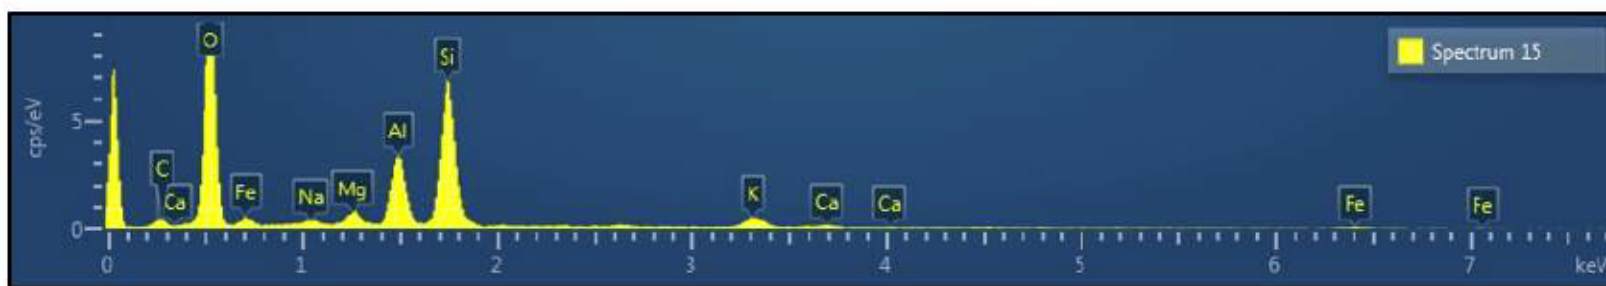 Spectrum 15
cps/eV
5
0
C
Ca
O
Fe
Na
Mg
Al
Si
K
Ca
Ca
Fe
Fe
0 1 2 3 4 5 6 7 keV